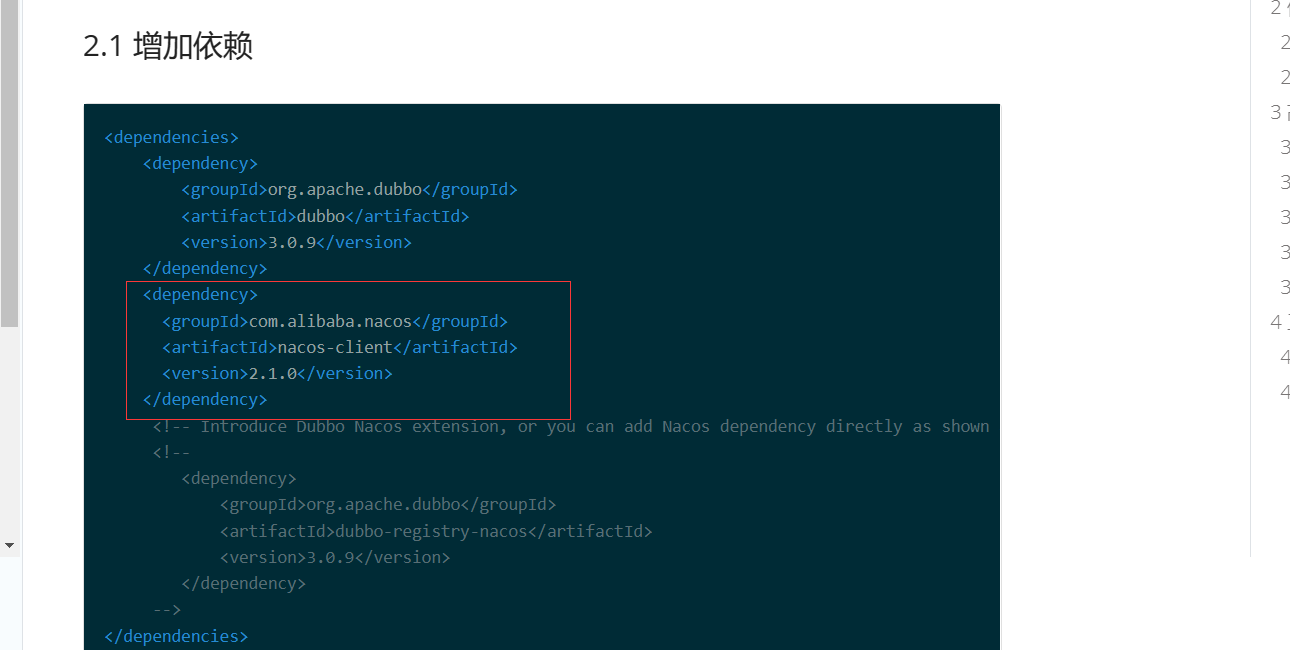 2.1 增加依赖
<dependencies>
<dependency>
<groupId>org.apache.dubbo</groupId>
<artifactId>dubbo</artifactId>
<version>3.0.9</version>
</dependency>
<dependency>
<groupId>com.alibaba.nacos</groupId>
<artifactId>nacos-client</artifactId>
<version>2.1.0</version>
</dependency>
<!-- Introduce Dubbo Nacos extension, or you can add Nacos dependency directly as shown
<!--
<dependency>
<groupId>org.apache.dubbo</groupId>
<artifactId>dubbo-registry-nacos</artifactId>
<version>3.0.9</version>
</dependency>
-->
</dependencies>
2
2
2
3
3
3
3
3
3
4
4
4